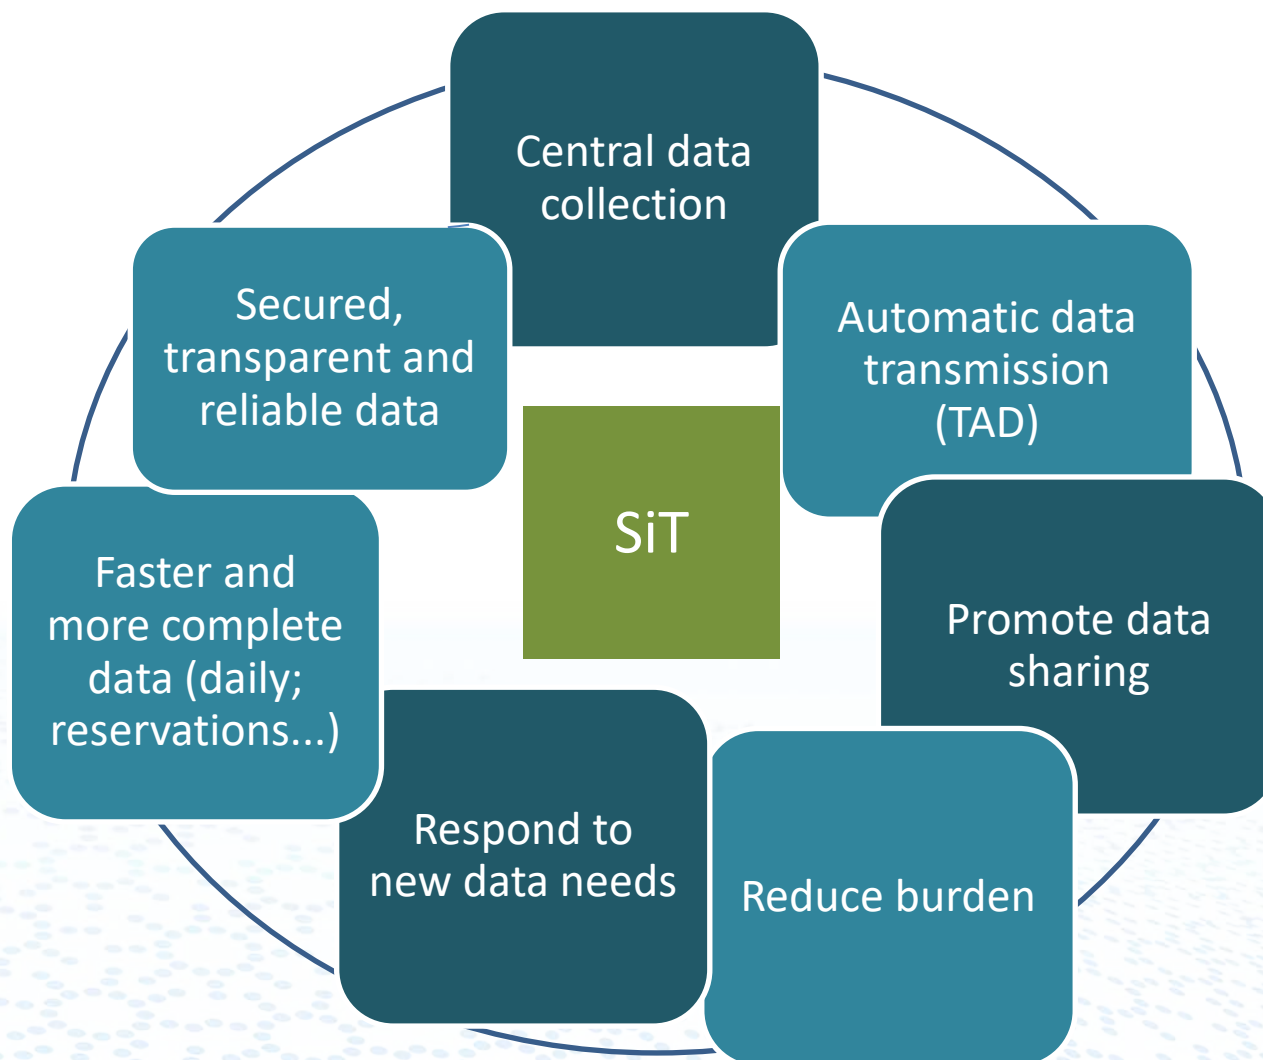 Central data
collection
Automatic data
transmission
(TAD)
Promote data
sharing
Reduce burden
Respond to
new data needs
Faster and
more complete
data (daily;
reservations...)
Secured,
transparent and
reliable data
SiT